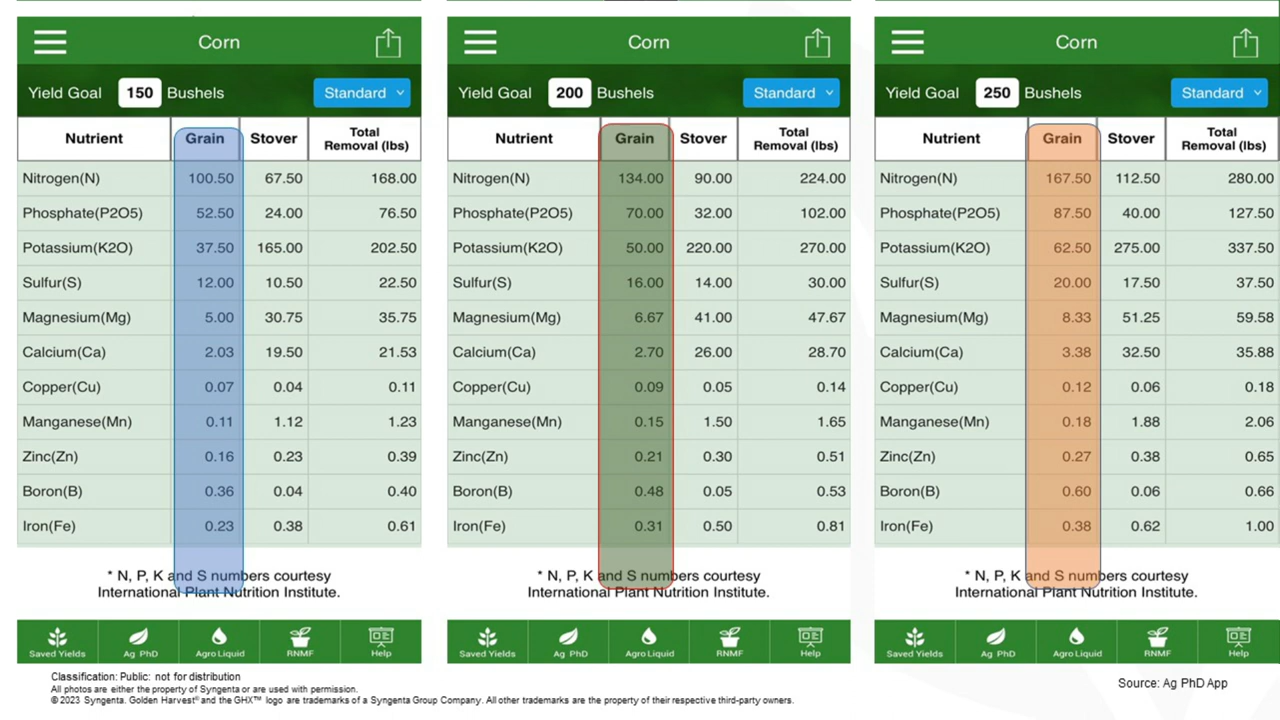 Corn
Yield Goal 150 Bushels Standard
Nutrient Grain Stover Total Removal (lbs)
Nitrogen(N) 100.50 67.50 168.00
Phosphate(P2O5) 52.50 24.00 76.50
Potassium(K2O) 37.50 165.00 202.50
Sulfur(S) 12.00 10.50 22.50
Magnesium(Mg) 5.00 30.75 35.75
Calcium(Ca) 2.03 19.50 21.53
Copper(Cu) 0.07 0.04 0.11
Manganese(Mn) 0.11 1.12 1.23
Zinc(Zn) 0.16 0.23 0.39
Boron(B) 0.36 0.04 0.40
Iron(Fe) 0.23 0.38 0.61
* N, P, K and S numbers courtesy
International Plant Nutrition Institute.
Saved Yields Ag PhD Agro Liquid RNMF Help
Corn
Yield Goal 200 Bushels Standard
Nutrient Grain Stover Total Removal (lbs)
Nitrogen(N) 134.00 90.00 224.00
Phosphate(P2O5) 70.00 32.00 102.00
Potassium(K2O) 50.00 220.00 270.00
Sulfur(S) 16.00 14.00 30.00
Magnesium(Mg) 6.67 41.00 47.67
Calcium(Ca) 2.70 26.00 28.70
Copper(Cu) 0.09 0.05 0.14
Manganese(Mn) 0.15 1.50 1.65
Zinc(Zn) 0.21 0.30 0.51
Boron(B) 0.48 0.05 0.53
Iron(Fe) 0.31 0.50 0.81
* N, P, K and S numbers courtesy
International Plant Nutrition Institute.
Saved Yields Ag PhD Agro Liquid RNMF Help
Corn
Yield Goal 250 Bushels Standard
Nutrient Grain Stover Total Removal (lbs)
Nitrogen(N) 167.50 112.50 280.00
Phosphate(P2O5) 87.50 40.00 127.50
Potassium(K2O) 62.50 275.00 337.50
Sulfur(S) 20.00 17.50 37.50
Magnesium(Mg) 8.33 51.25 59.58
Calcium(Ca) 3.38 32.50 35.88
Copper(Cu) 0.12 0.06 0.18
Manganese(Mn) 0.18 1.88 2.06
Zinc(Zn) 0.27 0.38 0.65
Boron(B) 0.60 0.06 0.66
Iron(Fe) 0.38 0.62 1.00
* N, P, K and S numbers courtesy
International Plant Nutrition Institute.
Saved Yields Ag PhD Agro Liquid RNMF Help
Classification: Public: not for distribution
All photos are either the property of Syngenta or are used with permission.
© 2023 Syngenta. Golden Harvest® and the GHX™ logo are trademarks of a Syngenta Group Company. All other trademarks are the property of their respective third-party owners.
Source: Ag PhD App